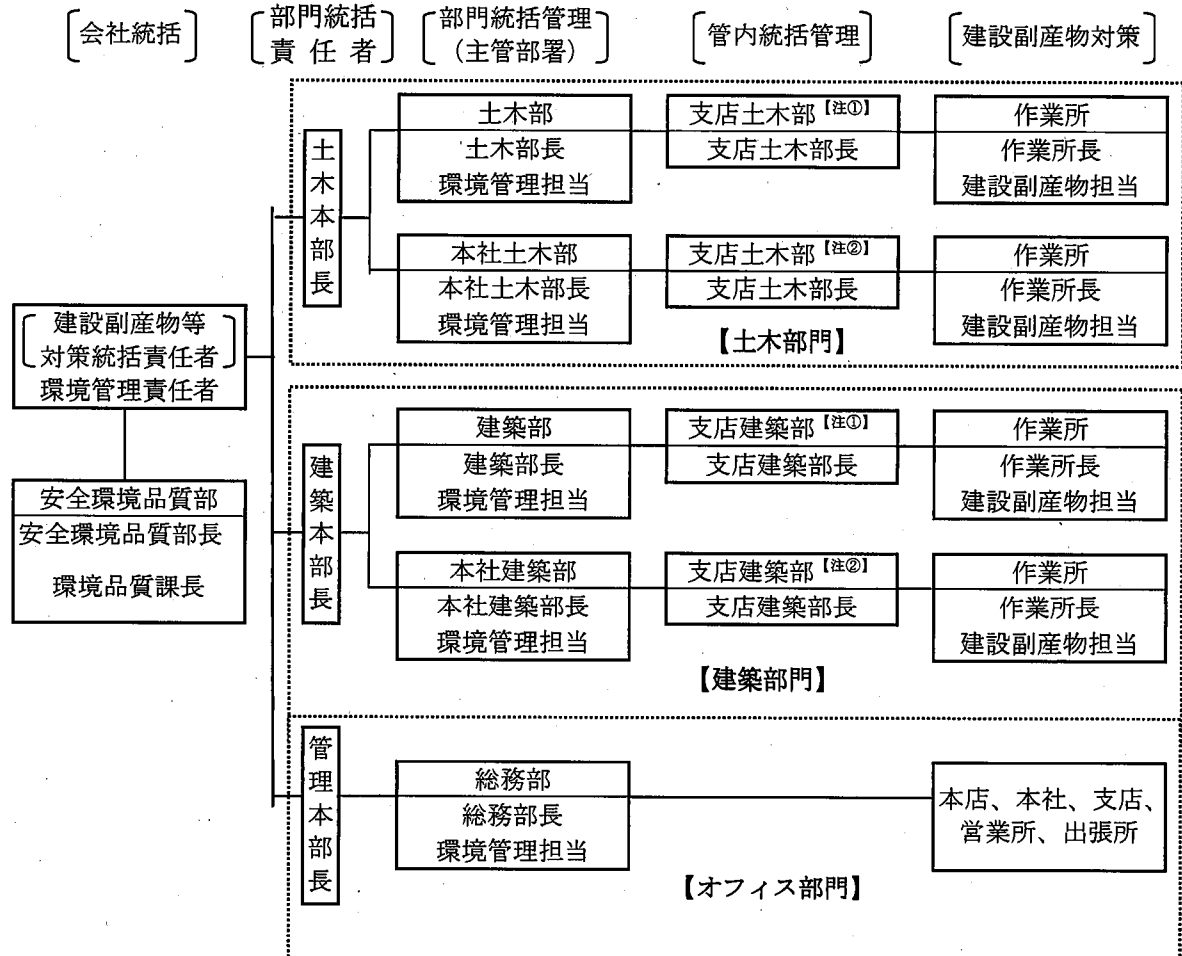 会社統括
部門統括
責任者
部門統括管理
（主管部署）
管内統括管理
建設副産物対策
建設副産物等
対策統括責任者
環境管理責任者
安全環境品質部
安全環境品質部長
環境品質課長
土木本部長
土木部
土木部長
環境管理担当
支店土木部【注①】
支店土木部長
作業所
作業所長
建設副産物担当
本社土木部
本社土木部長
環境管理担当
支店土木部【注②】
支店土木部長
作業所
作業所長
建設副産物担当
【土木部門】
建築本部長
建築部
建築部長
環境管理担当
支店建築部【注①】
支店建築部長
作業所
作業所長
建設副産物担当
本社建築部
本社建築部長
環境管理担当
支店建築部【注②】
支店建築部長
作業所
作業所長
建設副産物担当
【建築部門】
管理本部長
総務部
総務部長
環境管理担当
本店、本社、支店、
営業所、出張所
【オフィス部門】